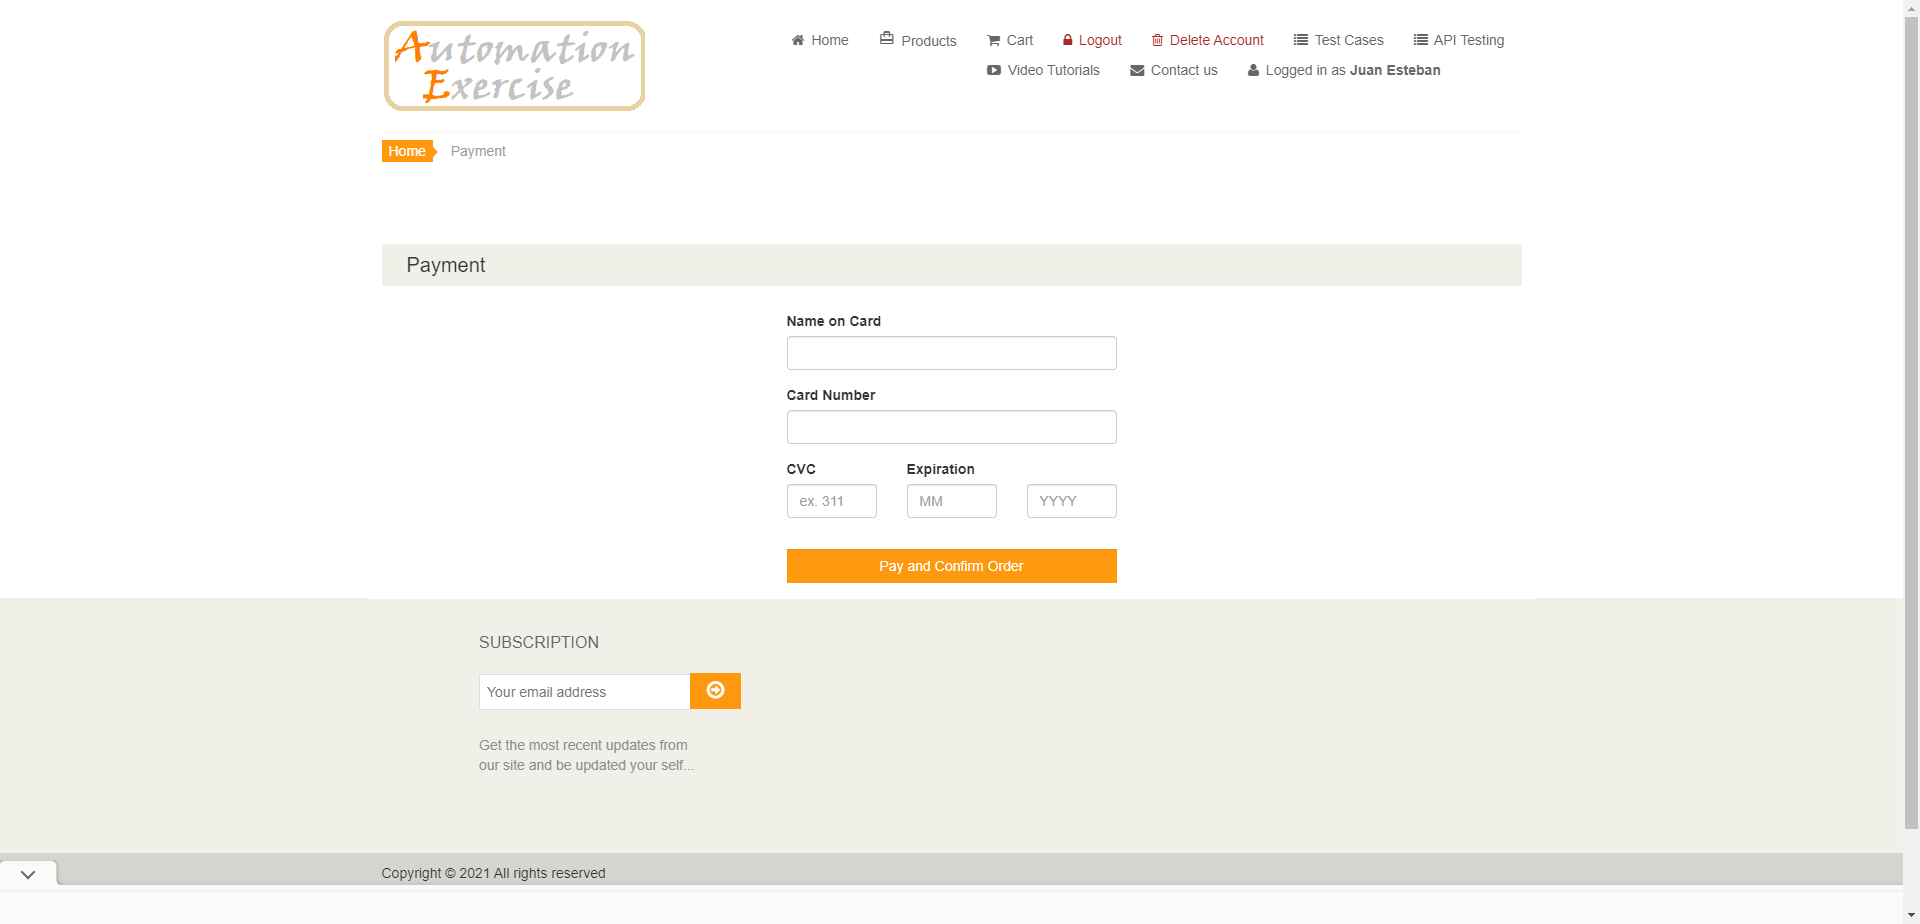 Automation
Exercise
Home
Products
Cart
Logout
Delete Account
Test Cases
API Testing
Video Tutorials
Contact us
Logged in as Juan Esteban
Home
Payment
Payment
Name on Card
Card Number
CVC
Expiration
ex. 311
MM
YYYY
Pay and Confirm Order
SUBSCRIPTION
Your email address
Get the most recent updates from
our site and be updated your self...
Copyright © 2021 All rights reserved